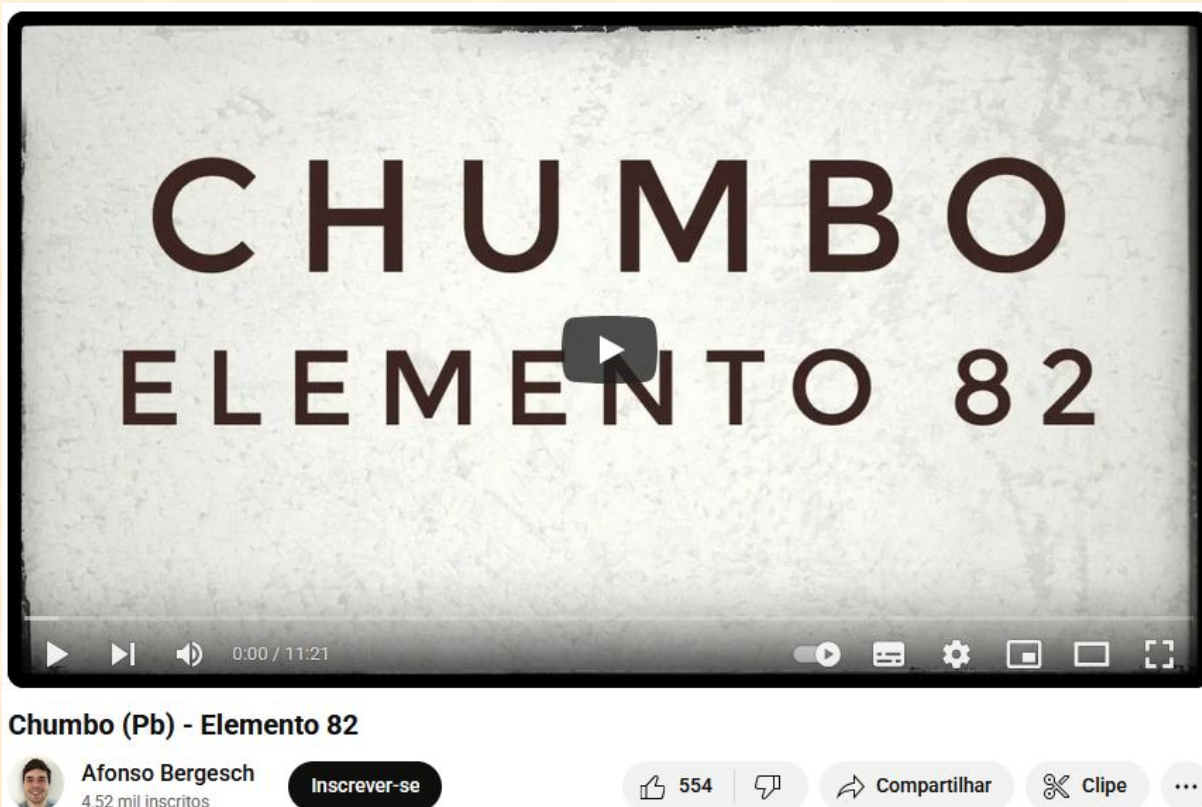 CHUMBO
ELEMENTO 82
0:00 / 11:21
Chumbo (Pb) - Elemento 82
Afonso Bergesch
4,52 mil inscritos
Inscrever-se
554
Compartilhar
Clipe